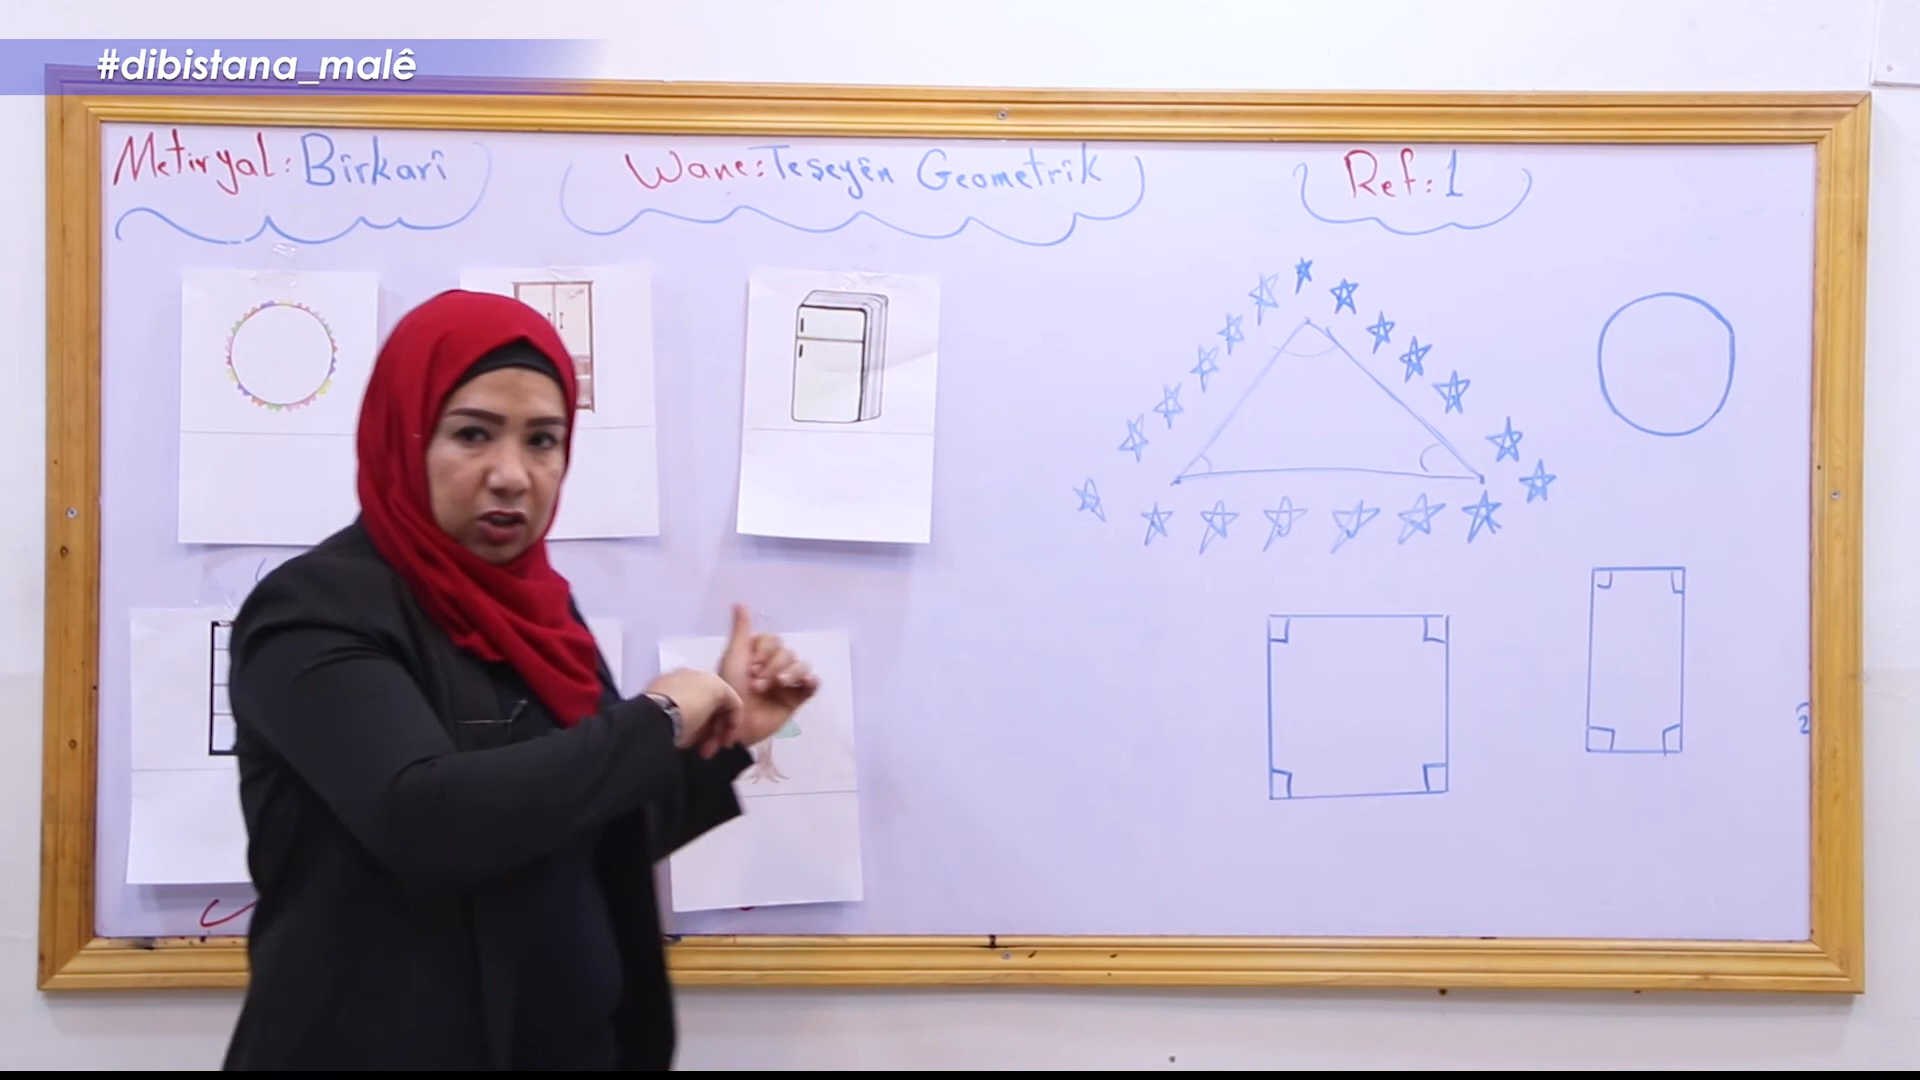 #dibistana_malê
Metiryal: Bîrkarî
Wane: Teşeyên Geometrîk
Ref: 1